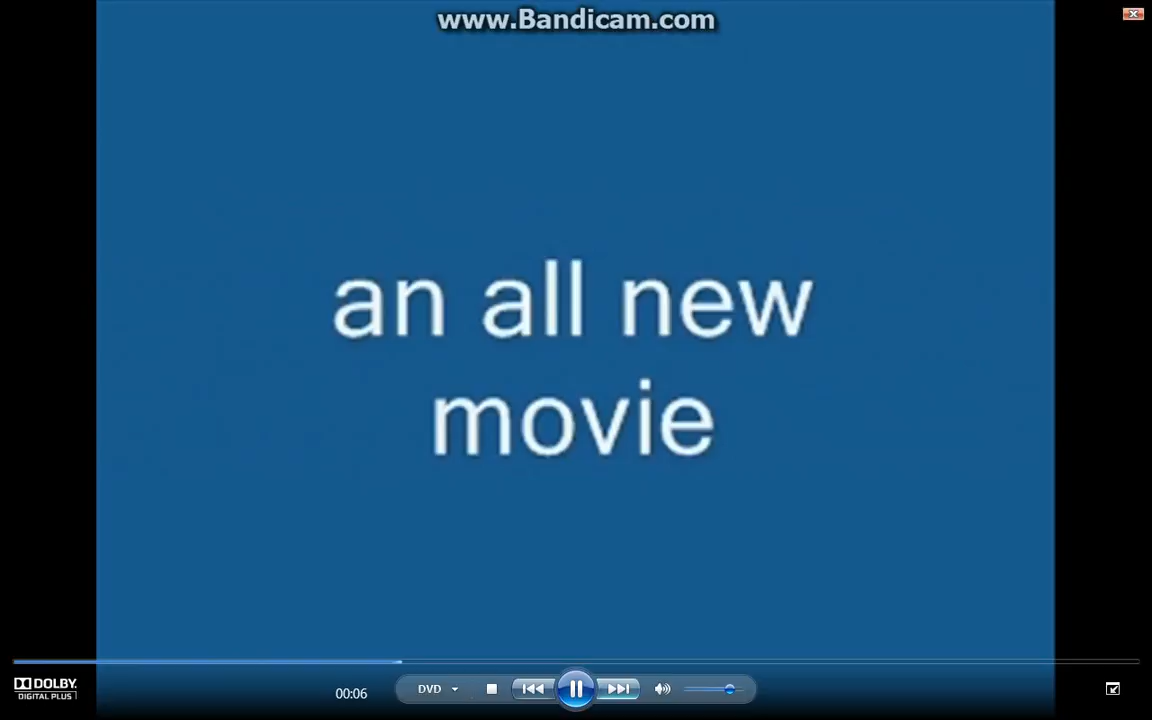 www.Bandicam.com
an all new
movie
DOLBY
DIGITAL PLUS
00:06
DVD